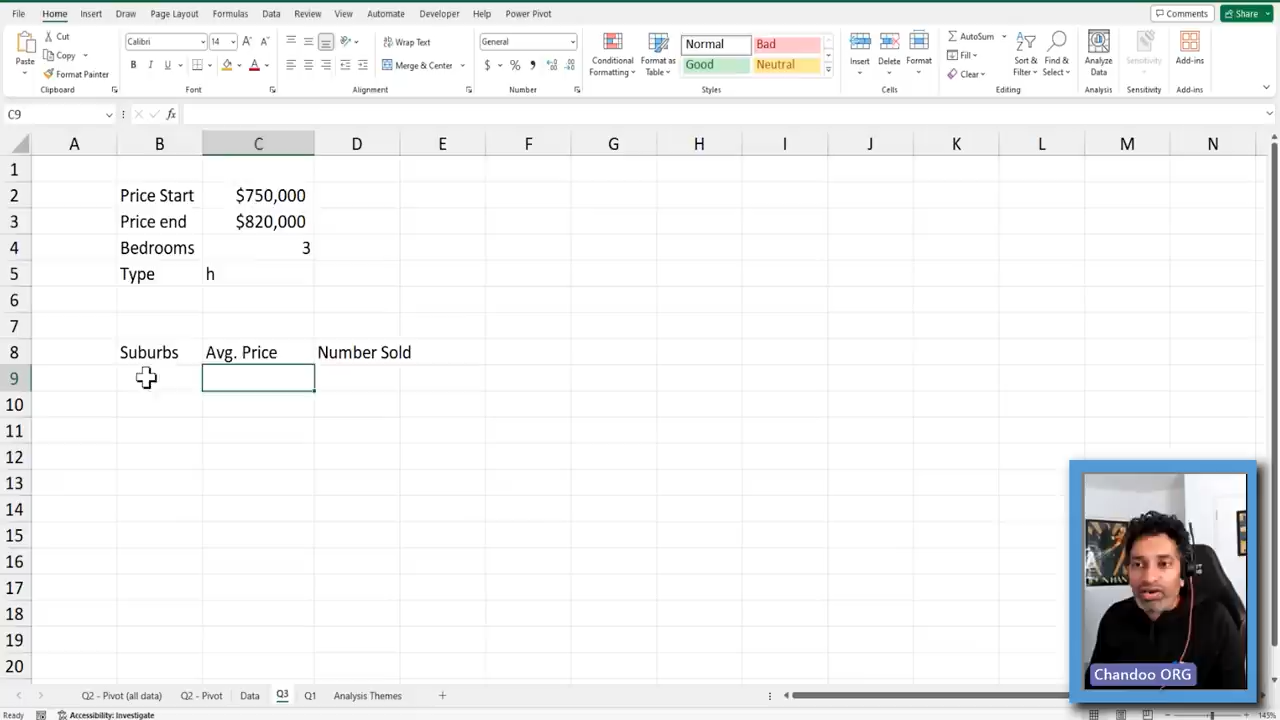 File Home Insert Draw Page Layout Formulas Data Review View Automate Developer Help Power Pivot Comments Share
Cut Calibri 14 Wrap Text General Normal Bad AutoSum
Copy Fill
Paste Format Painter B I U Merge & Center $ % Conditional Formatting Format as Table Good Neutral Insert Delete Format Clear Sort & Filter Find & Select Analyze Data Sensitivity Add-ins
Clipboard Font Alignment Number Styles Cells Editing Analysis Sensitivity Add-ins
C9 fx
A B C D E F G H I J K L M N
1
2 Price Start $750,000
3 Price end $820,000
4 Bedrooms 3
5 Type h
6
7
8 Suburbs Avg. Price Number Sold
9
10
11
12
13
14
15
16
17
18
19
20
Chandoo ORG
Q2 - Pivot (all data) Q2 - Pivot Data Q3 Q1 Analysis Themes
Ready Accessibility: Investigate 145%